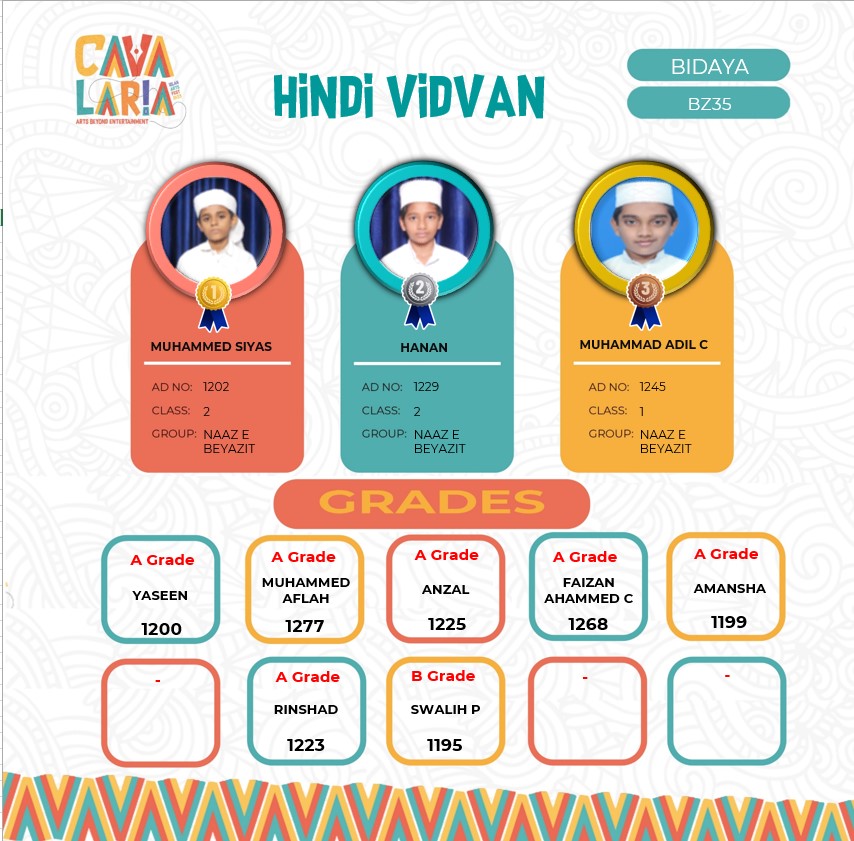 CAVA
LARIA
ARTS BEYOND ENTERTAINMENT
HiNDi ViDVAN
BIDAYA
BZ35
1
2
3
MUHAMMED SIYAS
AD NO: 1202
CLASS: 2
GROUP: NAAZ E
BEYAZIT
HANAN
AD NO: 1229
CLASS: 2
GROUP: NAAZ E
BEYAZIT
MUHAMMAD ADIL C
AD NO: 1245
CLASS: 1
GROUP: NAAZ E
BEYAZIT
GRADES
A Grade
YASEEN
1200
A Grade
MUHAMMED
AFLAH
1277
A Grade
ANZAL
1225
A Grade
FAIZAN
AHAMMED C
1268
A Grade
AMANSHA
1199
-
A Grade
RINSHAD
1223
B Grade
SWALIH P
1195
-
-